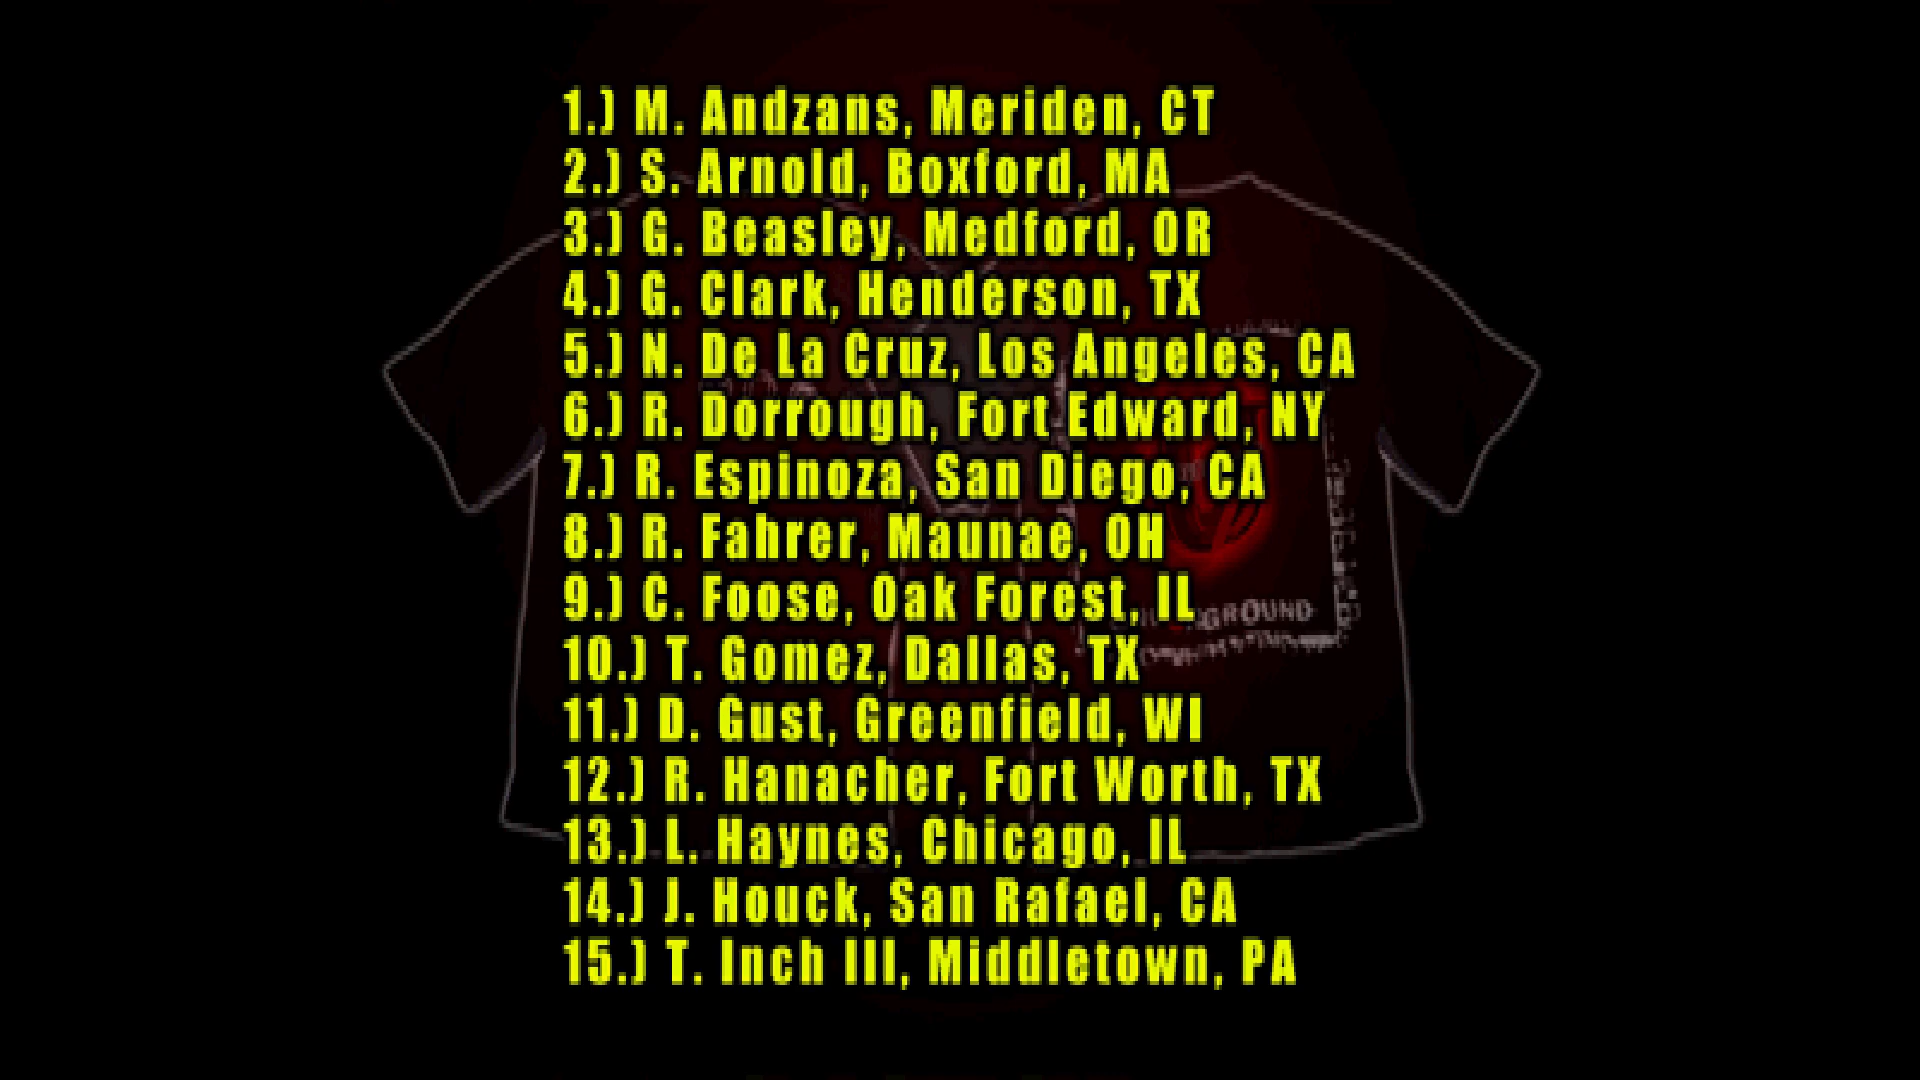 1.) M. Andzans, Meriden, CT
2.) S. Arnold, Boxford, MA
3.) G. Beasley, Medford, OR
4.) G. Clark, Henderson, TX
5.) N. De La Cruz, Los Angeles, CA
6.) R. Dorrough, Fort Edward, NY
7.) R. Espinoza, San Diego, CA
8.) R. Fahrer, Maunae, OH
9.) C. Foose, Oak Forest, IL
10.) T. Gomez, Dallas, TX
11.) D. Gust, Greenfield, WI
12.) R. Hanacher, Fort Worth, TX
13.) L. Haynes, Chicago, IL
14.) J. Houck, San Rafael, CA
15.) T. Inch III, Middletown, PA